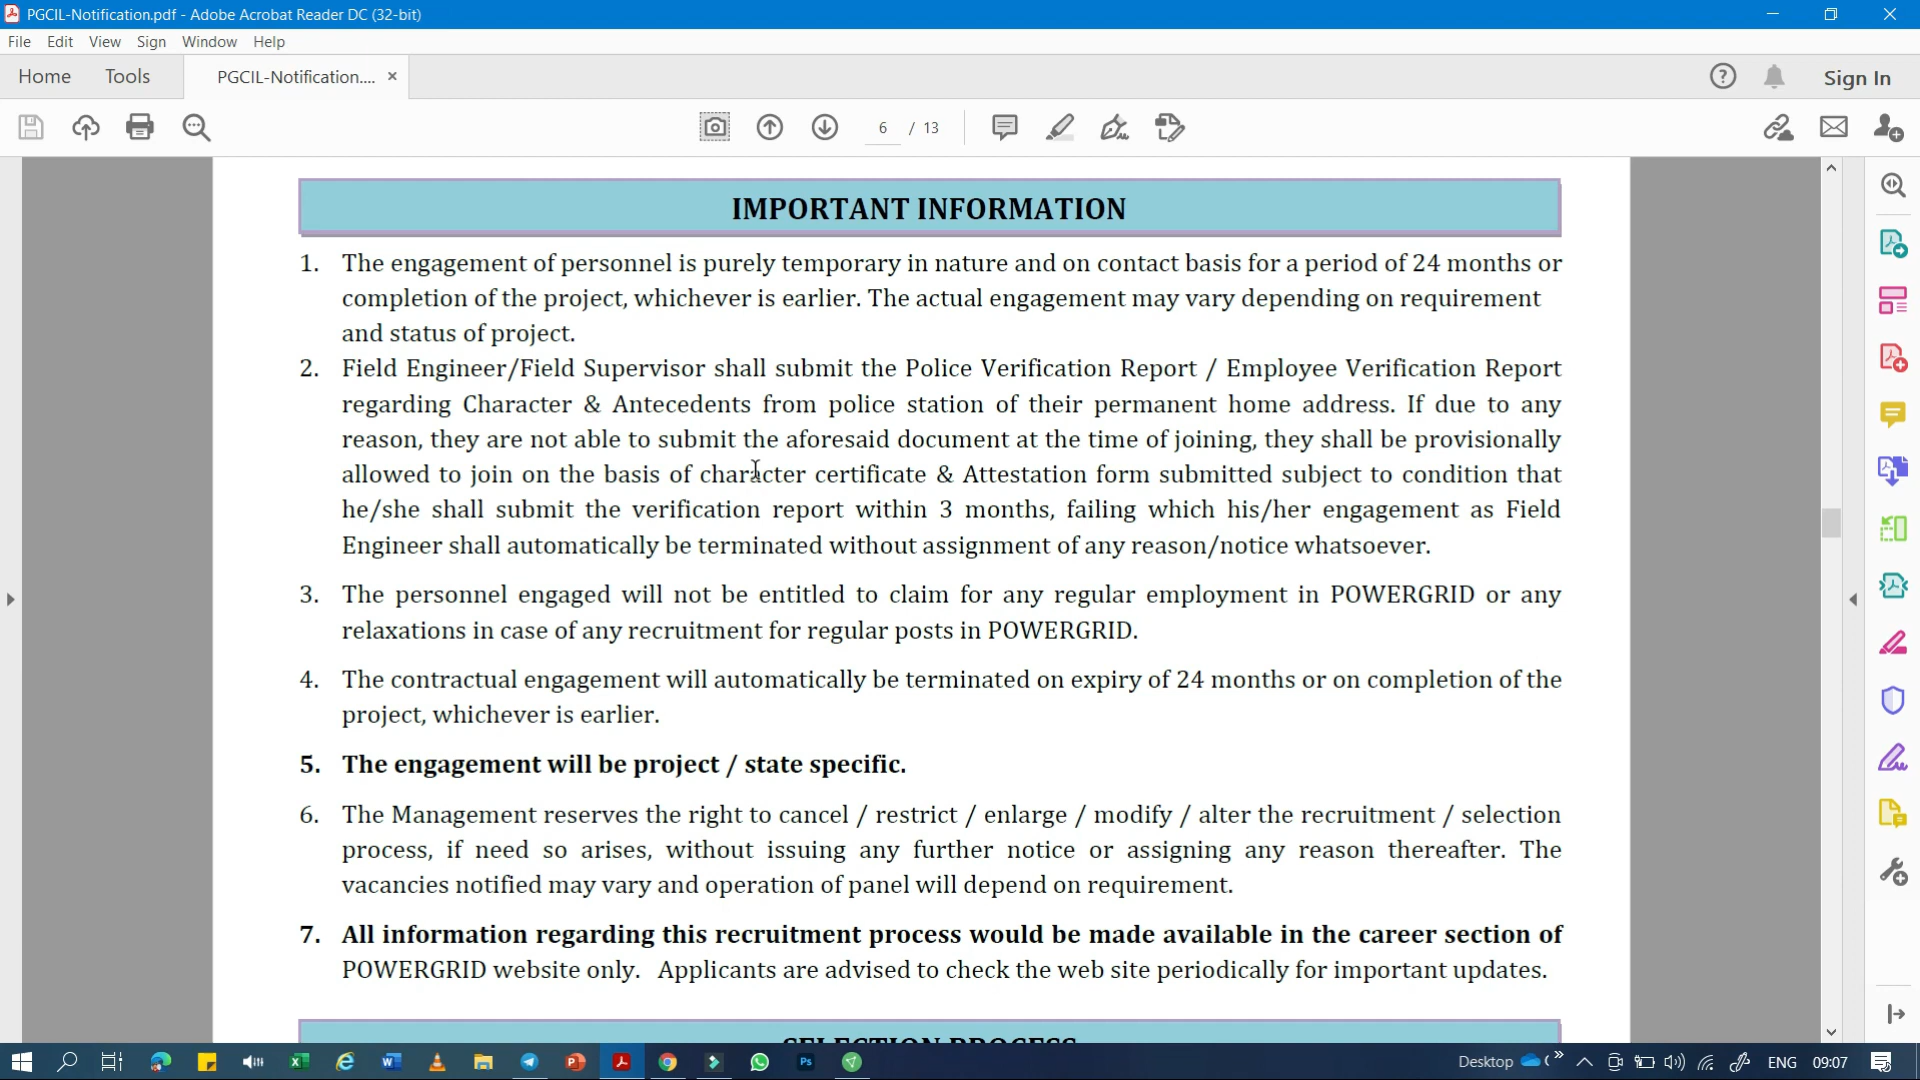 PGCIL-Notification.pdf - Adobe Acrobat Reader DC (32-bit)
File Edit View Sign Window Help
Home Tools PGCIL-Notification.... × Sign In
6 / 13
IMPORTANT INFORMATION
1. The engagement of personnel is purely temporary in nature and on contact basis for a period of 24 months or
completion of the project, whichever is earlier. The actual engagement may vary depending on requirement
and status of project.
2. Field Engineer/Field Supervisor shall submit the Police Verification Report / Employee Verification Report
regarding Character & Antecedents from police station of their permanent home address. If due to any
reason, they are not able to submit the aforesaid document at the time of joining, they shall be provisionally
allowed to join on the basis of character certificate & Attestation form submitted subject to condition that
he/she shall submit the verification report within 3 months, failing which his/her engagement as Field
Engineer shall automatically be terminated without assignment of any reason/notice whatsoever.
3. The personnel engaged will not be entitled to claim for any regular employment in POWERGRID or any
relaxations in case of any recruitment for regular posts in POWERGRID.
4. The contractual engagement will automatically be terminated on expiry of 24 months or on completion of the
project, whichever is earlier.
5. The engagement will be project / state specific.
6. The Management reserves the right to cancel / restrict / enlarge / modify / alter the recruitment / selection
process, if need so arises, without issuing any further notice or assigning any reason thereafter. The
vacancies notified may vary and operation of panel will depend on requirement.
7. All information regarding this recruitment process would be made available in the career section of
POWERGRID website only. Applicants are advised to check the web site periodically for important updates.
SELECTION PROCESS
Desktop ENG 09:07